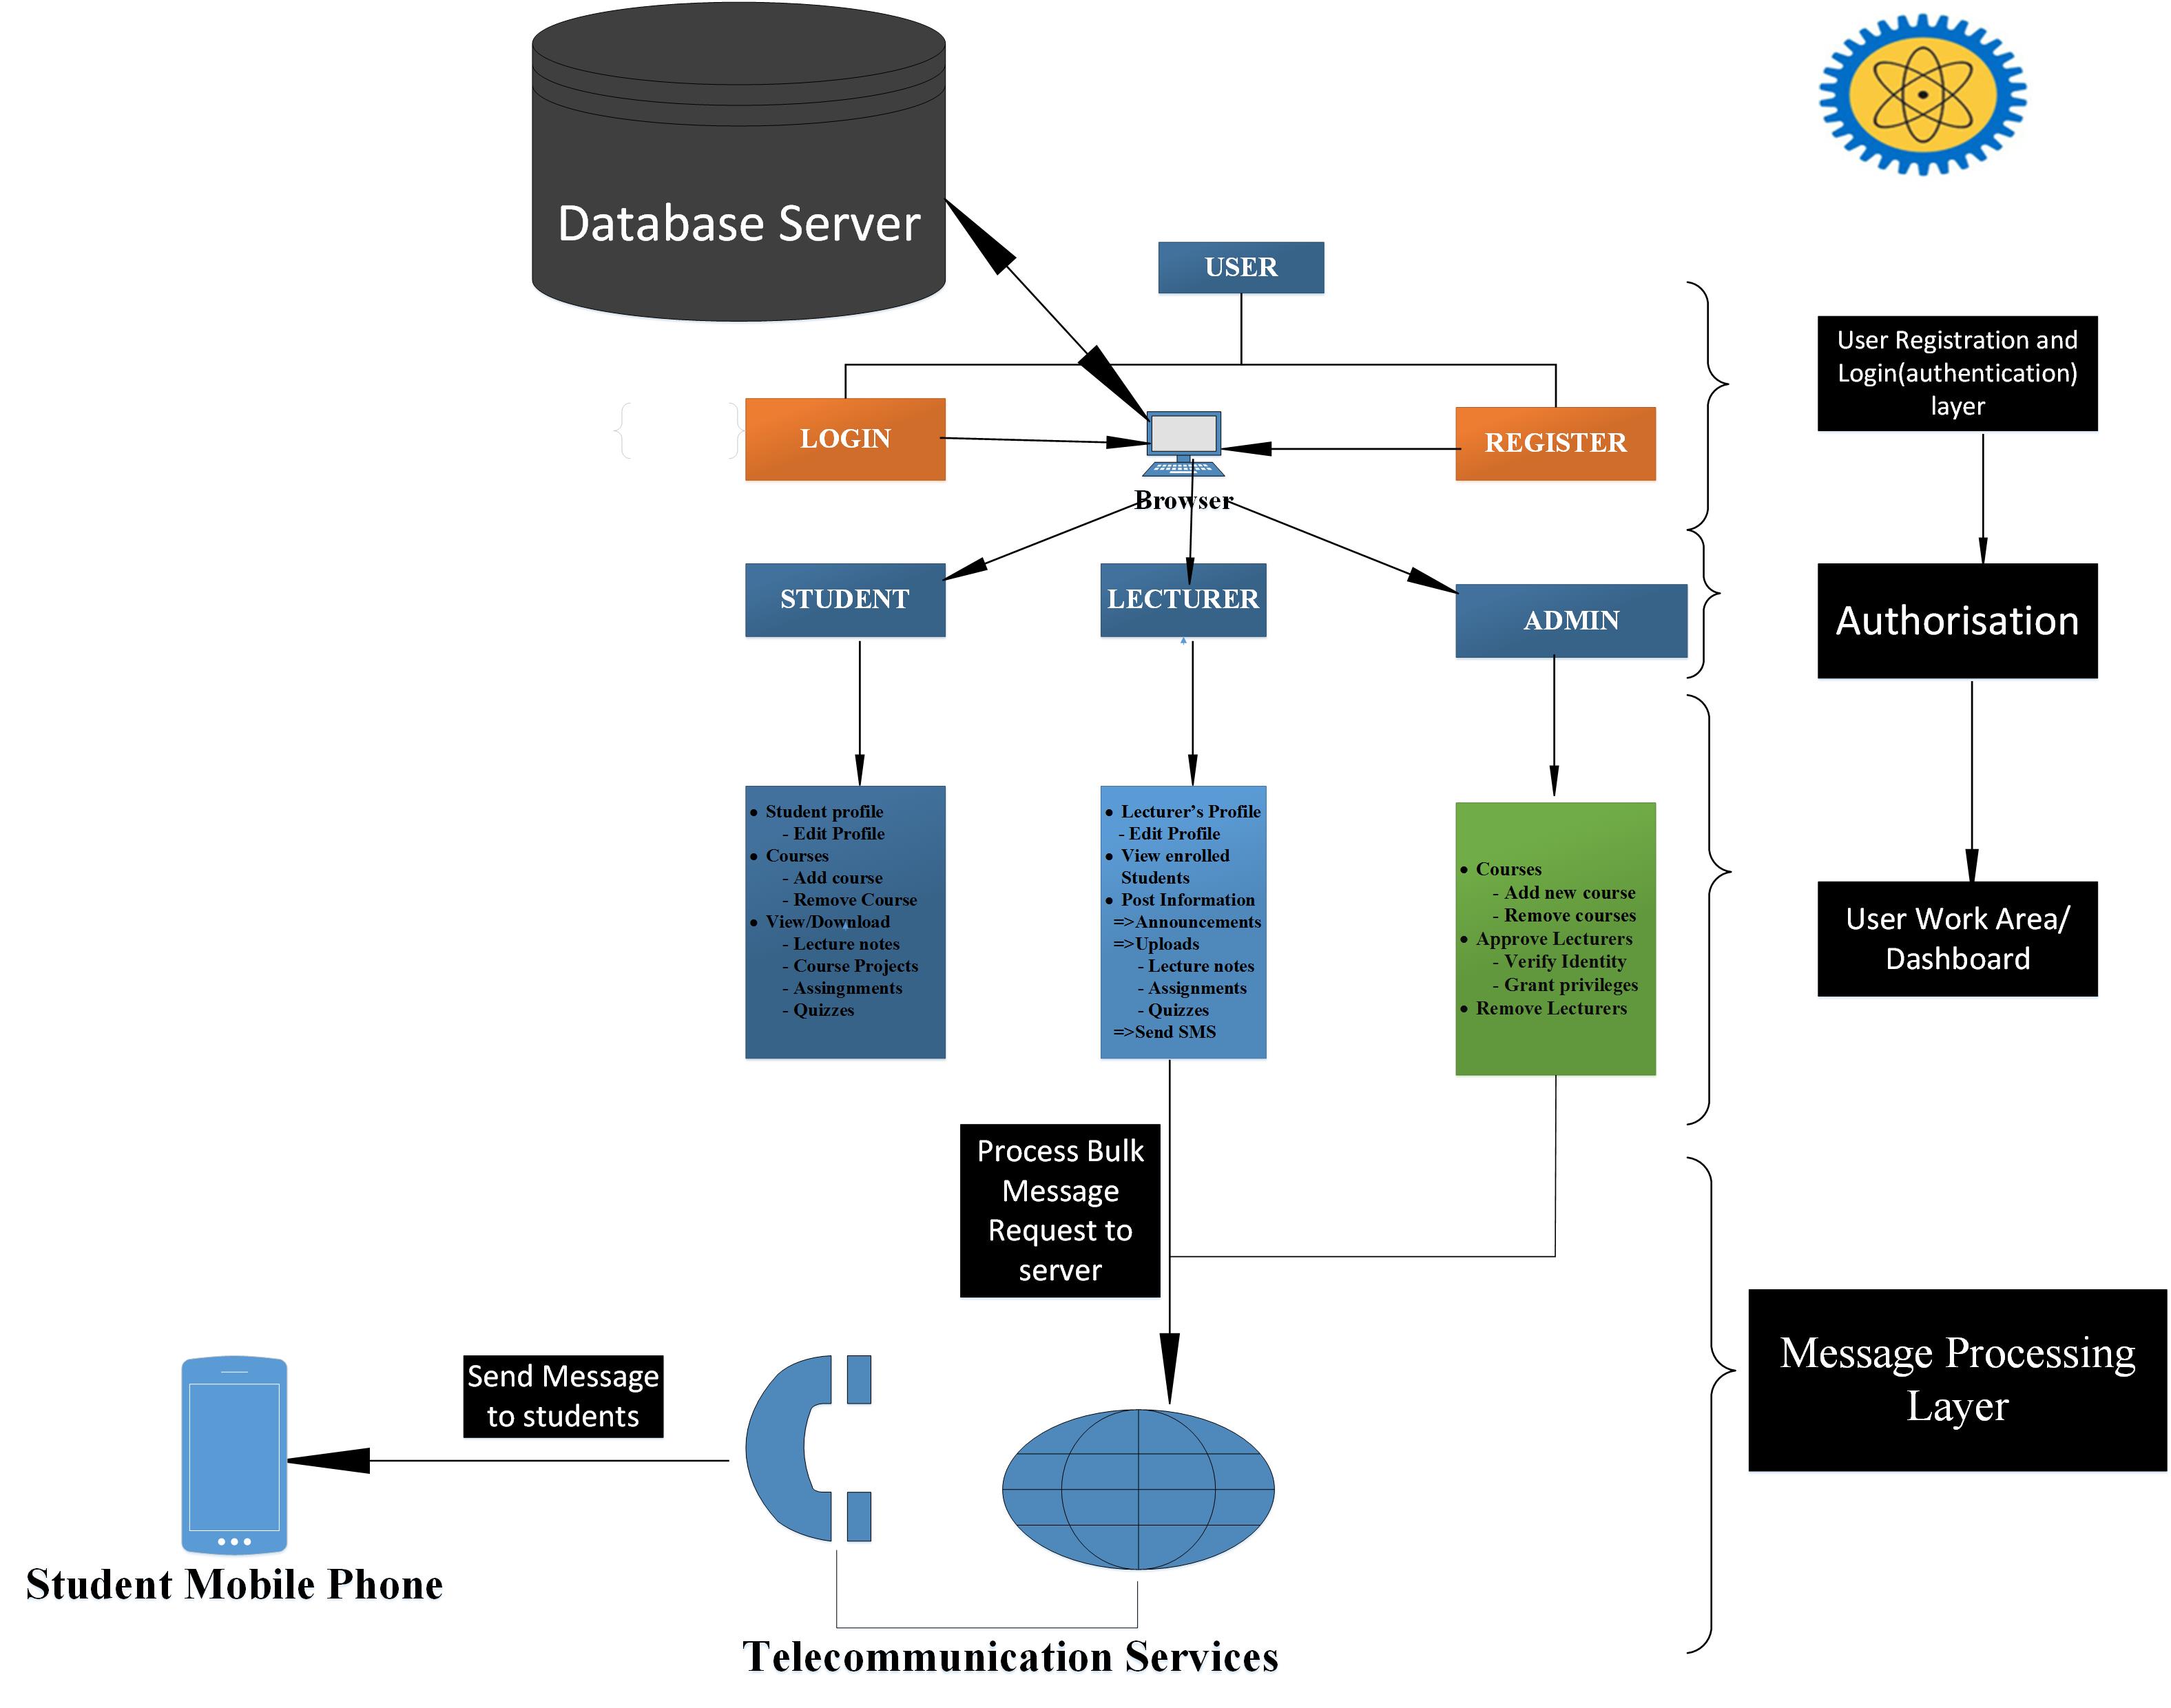 Database Server
USER
User Registration and
Login(authentication)
layer
LOGIN
REGISTER
Browser
STUDENT
LECTURER
ADMIN
Authorisation
• Student profile
- Edit Profile
• Courses
- Add course
- Remove Course
• View/Download
- Lecture notes
- Course Projects
- Assingnments
- Quizzes
• Lecturer’s Profile
- Edit Profile
• View enrolled
Students
• Post Information
=>Announcements
=>Uploads
- Lecture notes
- Assignments
- Quizzes
=>Send SMS
• Courses
- Add new course
- Remove courses
• Approve Lecturers
- Verify Identity
- Grant privileges
• Remove Lecturers
User Work Area/
Dashboard
Process Bulk
Message
Request to
server
Message Processing
Layer
Send Message
to students
Student Mobile Phone
Telecommunication Services